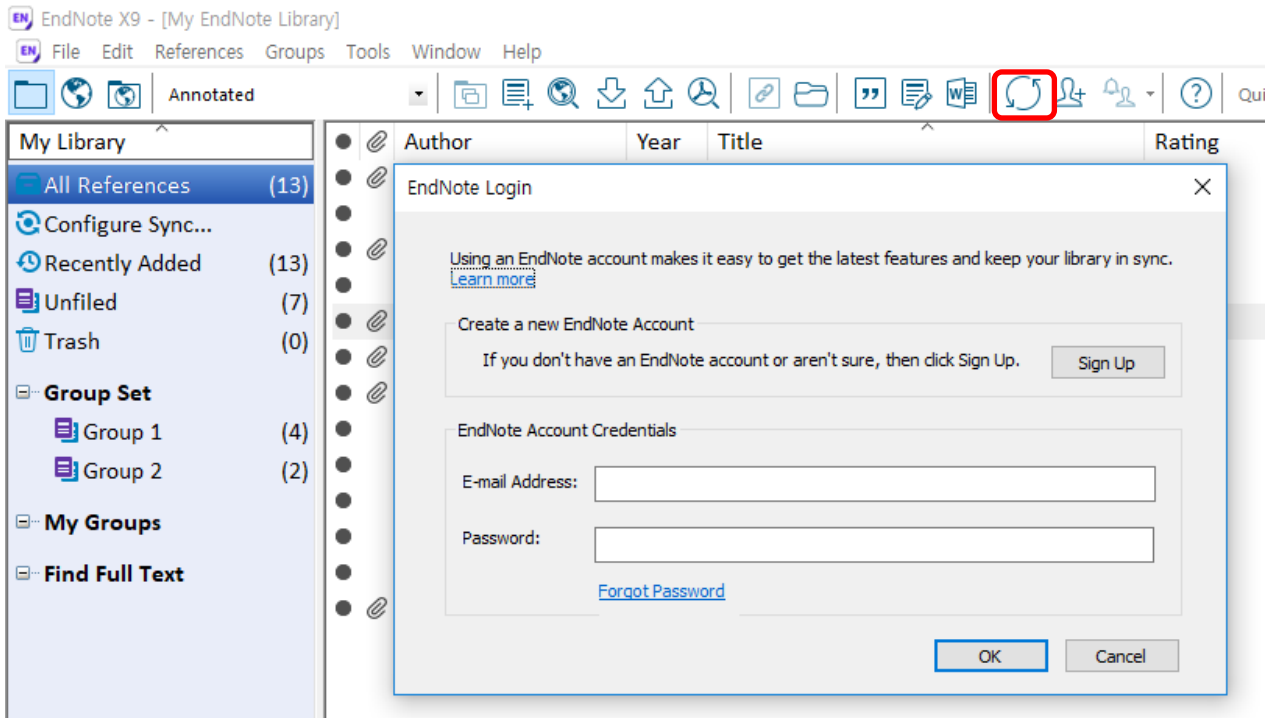 EN EndNote X9 - [My EndNote Library]
EN File Edit References Groups Tools Window Help
Annotated ? Qui
My Library Author Year Title Rating
All References (13)
Configure Sync...
Recently Added (13)
Unfiled (7)
Trash (0)
Group Set
Group 1 (4)
Group 2 (2)
My Groups
Find Full Text
EndNote Login
Using an EndNote account makes it easy to get the latest features and keep your library in sync.
Learn more
Create a new EndNote Account
If you don't have an EndNote account or aren't sure, then click Sign Up. Sign Up
EndNote Account Credentials
E-mail Address:
Password:
Forgot Password
OK Cancel